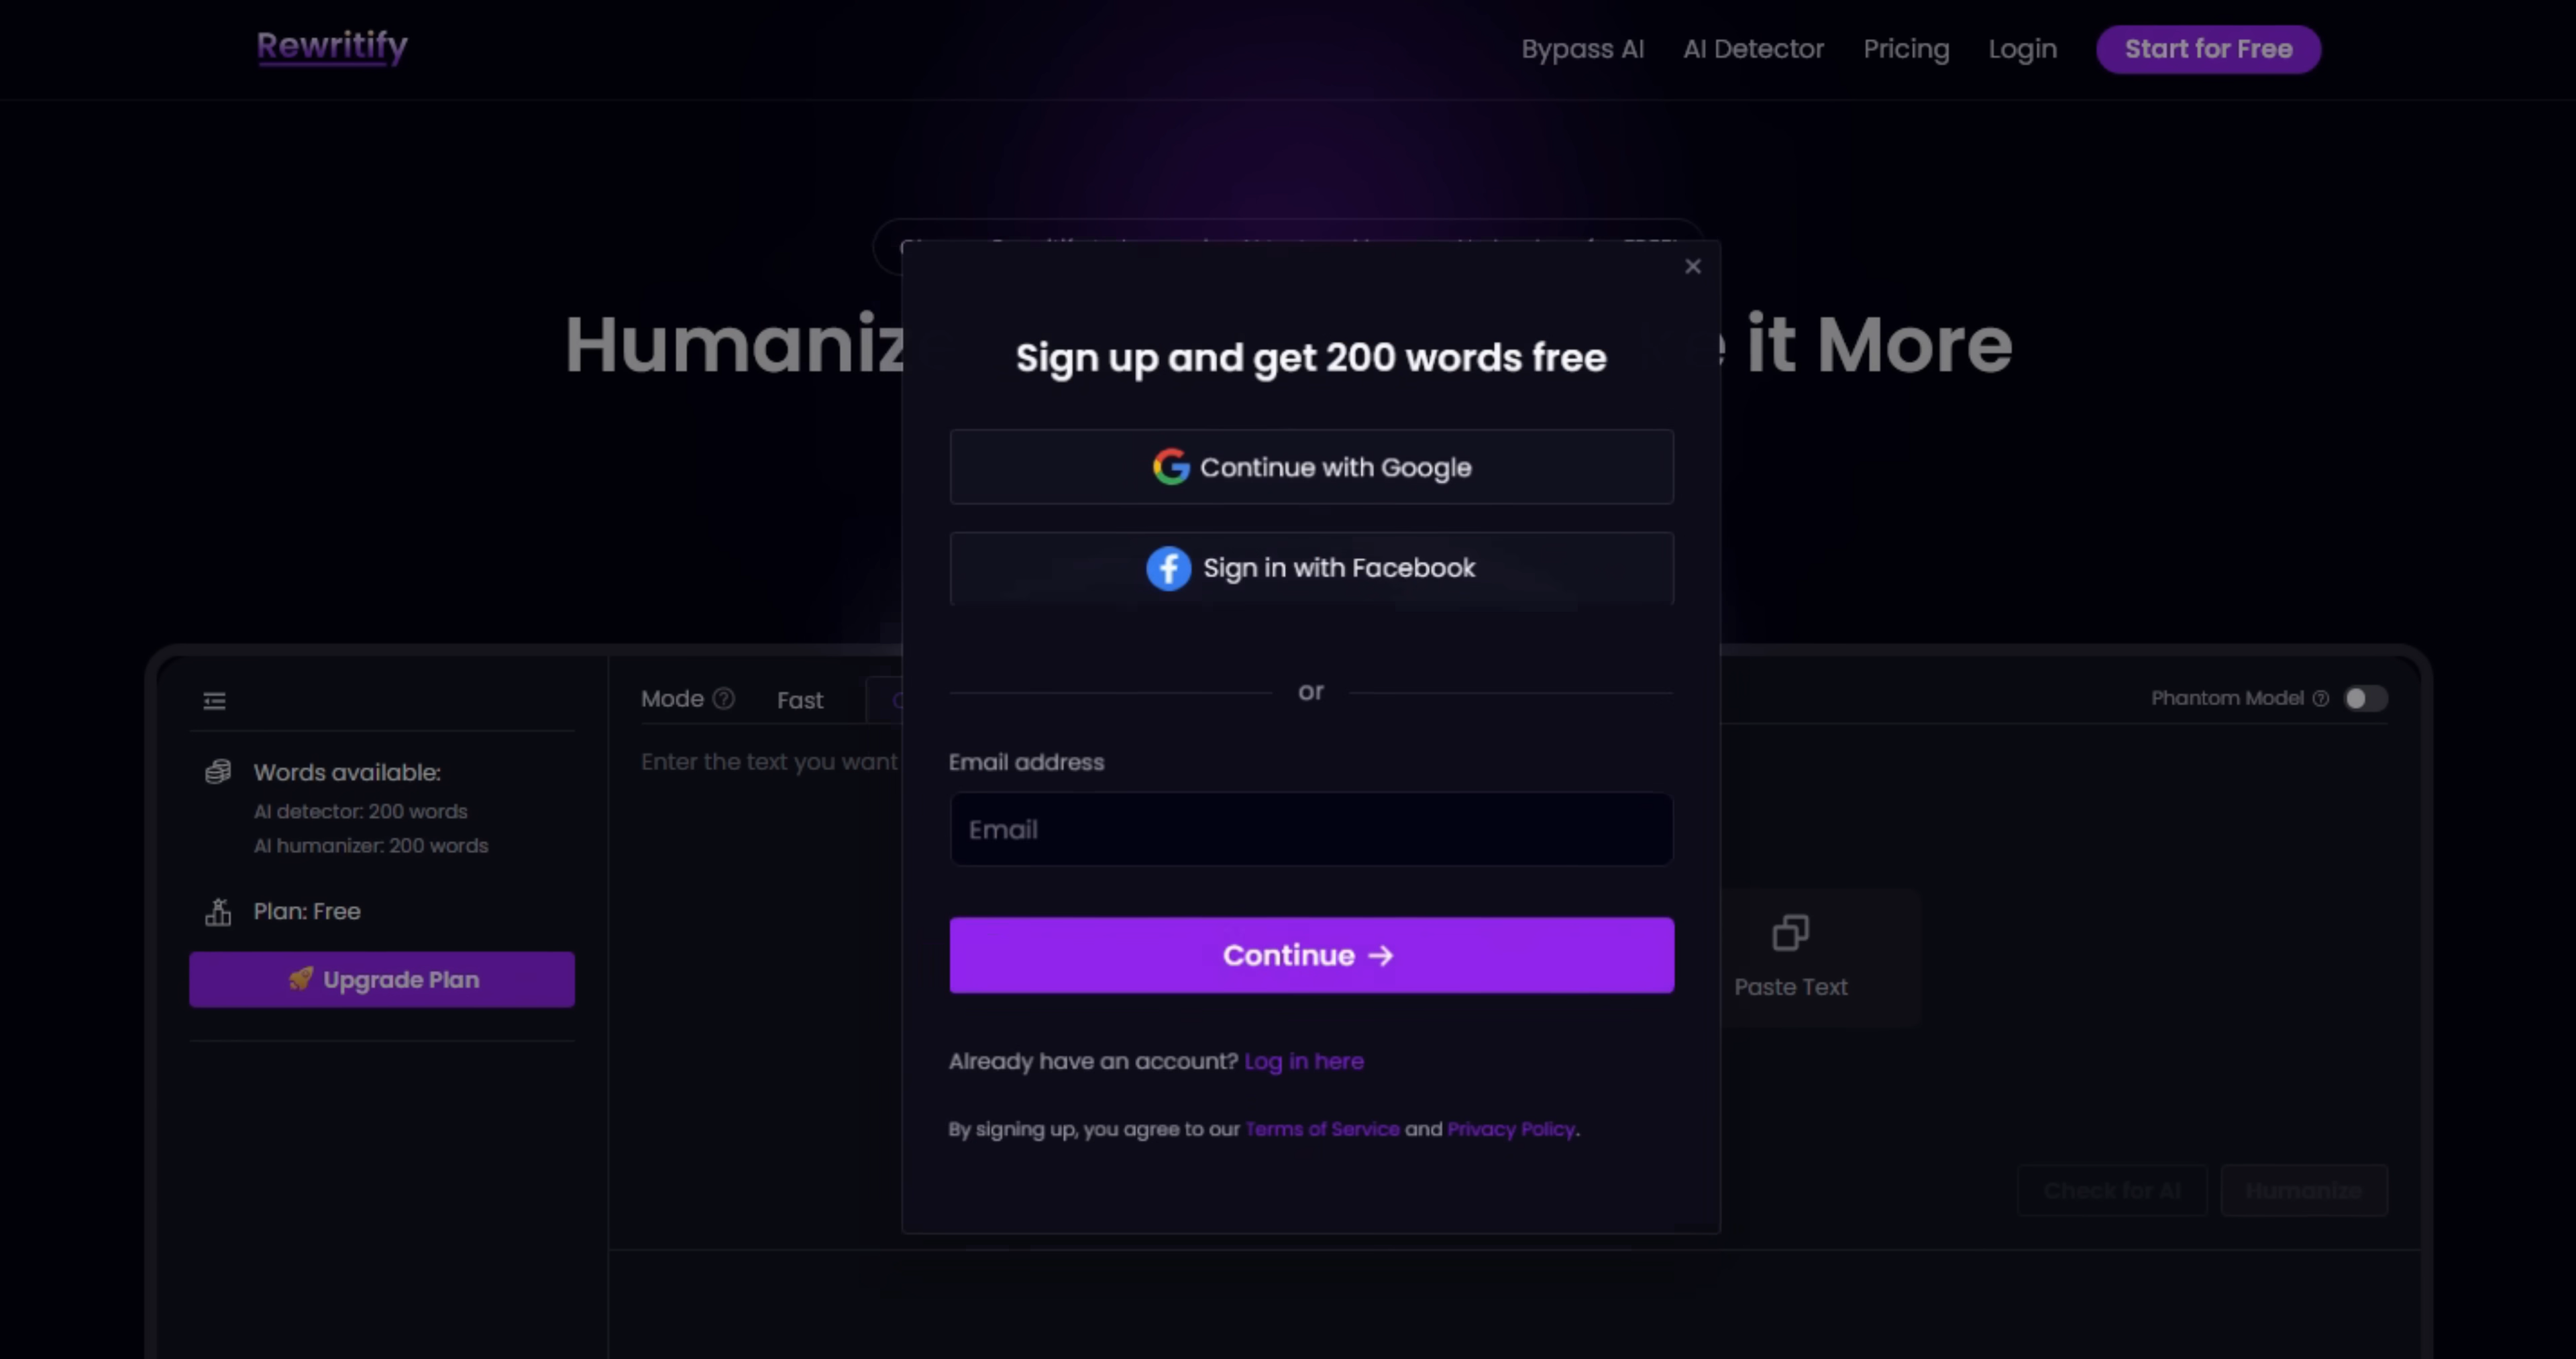 Rewritify
Bypass AI
AI Detector
Pricing
Login
Start for Free
Humaniz
it More
Sign up and get 200 words free
Continue with Google
Sign in with Facebook
or
Email address
Email
Continue →
Already have an account? Log in here
By signing up, you agree to our Terms of Service and Privacy Policy.
Words available:
AI detector: 200 words
AI humanizer: 200 words
Plan: Free
Upgrade Plan
Mode
Fast
Phantom Model
Enter the text you want
Paste Text
Check for AI
Humanize